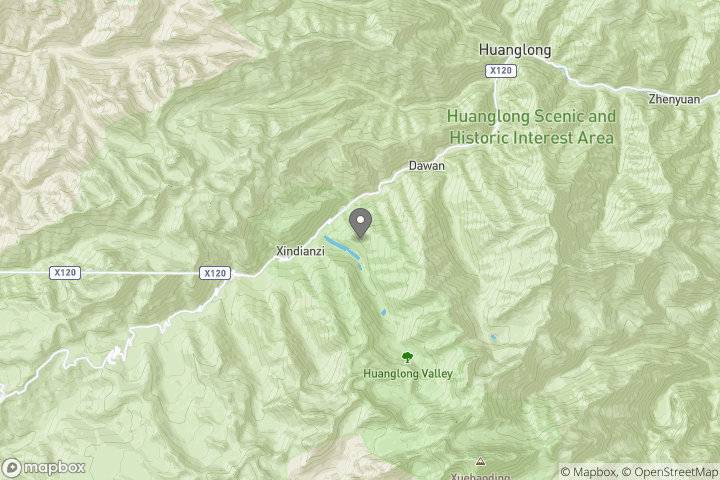 Huanglong
X120
Zhenyuan
Huanglong Scenic and
Historic Interest Area
Dawan
Xindianzi
X120
X120
Huanglong Valley
Xuebaoding
mapbox
© Mapbox, © OpenStreetMap